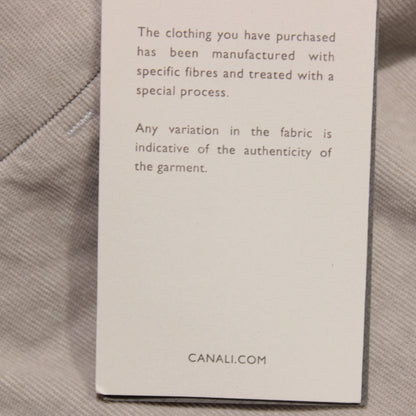 The clothing you have purchased
has been manufactured with
specific fibres and treated with a
special process.
Any variation in the fabric is
indicative of the authenticity of
the garment.
CANALI.COM